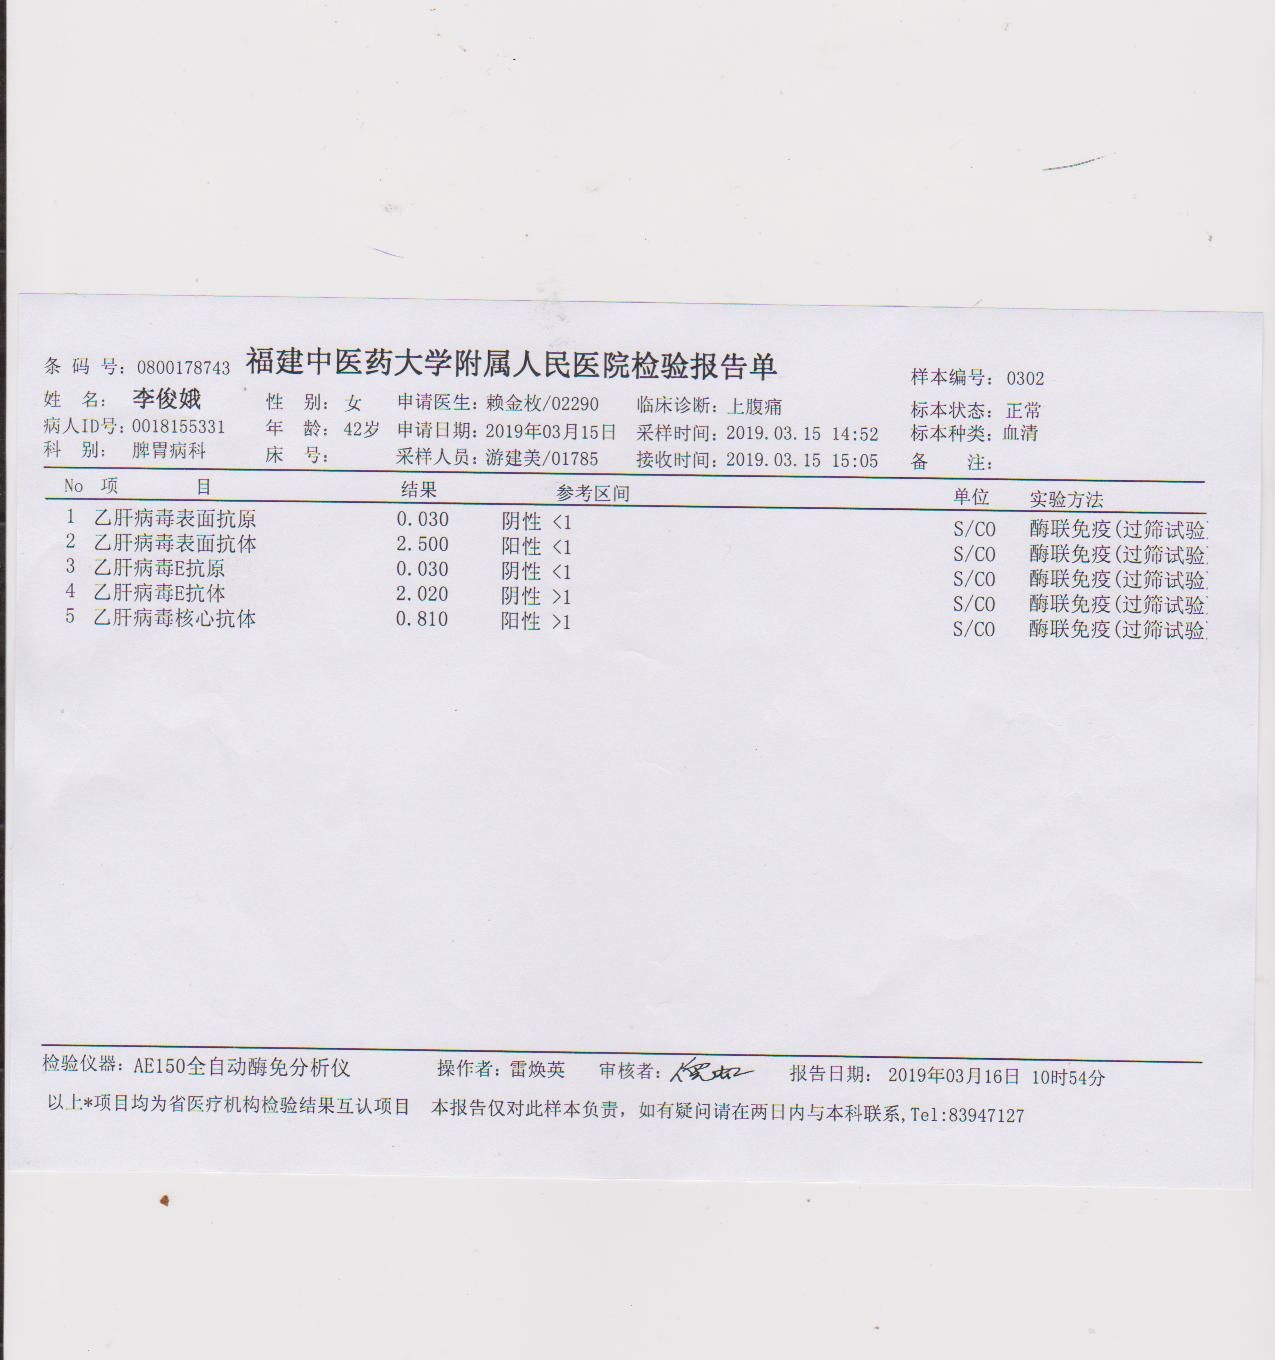 条 码 号: 0800178743 福建中医药大学附属人民医院检验报告单 样本编号: 0302
姓 名: 李俊娥 性 别: 女 申请医生: 赖金枚/02290 临床诊断: 上腹痛 标本状态: 正常
病人ID号: 0018155331 年 龄: 42岁 申请日期: 2019年03月15日 采样时间: 2019.03.15 14:52 标本种类: 血清
科 别: 脾胃病科 床 号: 采样人员: 游建美/01785 接收时间: 2019.03.15 15:05 备 注:
No 项 目 结果 参考区间 单位 实验方法
1 乙肝病毒表面抗原 0.030 阴性 <1 S/CO 酶联免疫(过筛试验)
2 乙肝病毒表面抗体 2.500 阳性 <1 S/CO 酶联免疫(过筛试验)
3 乙肝病毒E抗原 0.030 阴性 <1 S/CO 酶联免疫(过筛试验)
4 乙肝病毒E抗体 2.020 阴性 >1 S/CO 酶联免疫(过筛试验)
5 乙肝病毒核心抗体 0.810 阳性 >1 S/CO 酶联免疫(过筛试验)
检验仪器: AE150全自动酶免分析仪 操作者: 雷焕英 审核者: 报告日期: 2019年03月16日 10时54分
以上*项目均为省医疗机构检验结果互认项目 本报告仅对此样本负责, 如有疑问请在两日内与本科联系, Tel:83947127